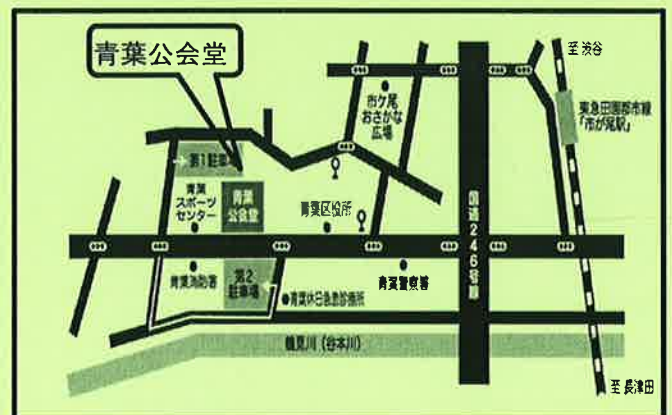 青葉公会堂
至 渋谷
市ケ尾
おさかな
広場
東急田園都市線
「市が尾駅」
第1駐車場
青葉
スポーツ
センター
青葉
公会堂
青葉区役所
国道246号線
青葉消防署
第2
駐車場
青葉警察署
青葉休日急患診療所
鶴見川(谷本川)
至 長津田